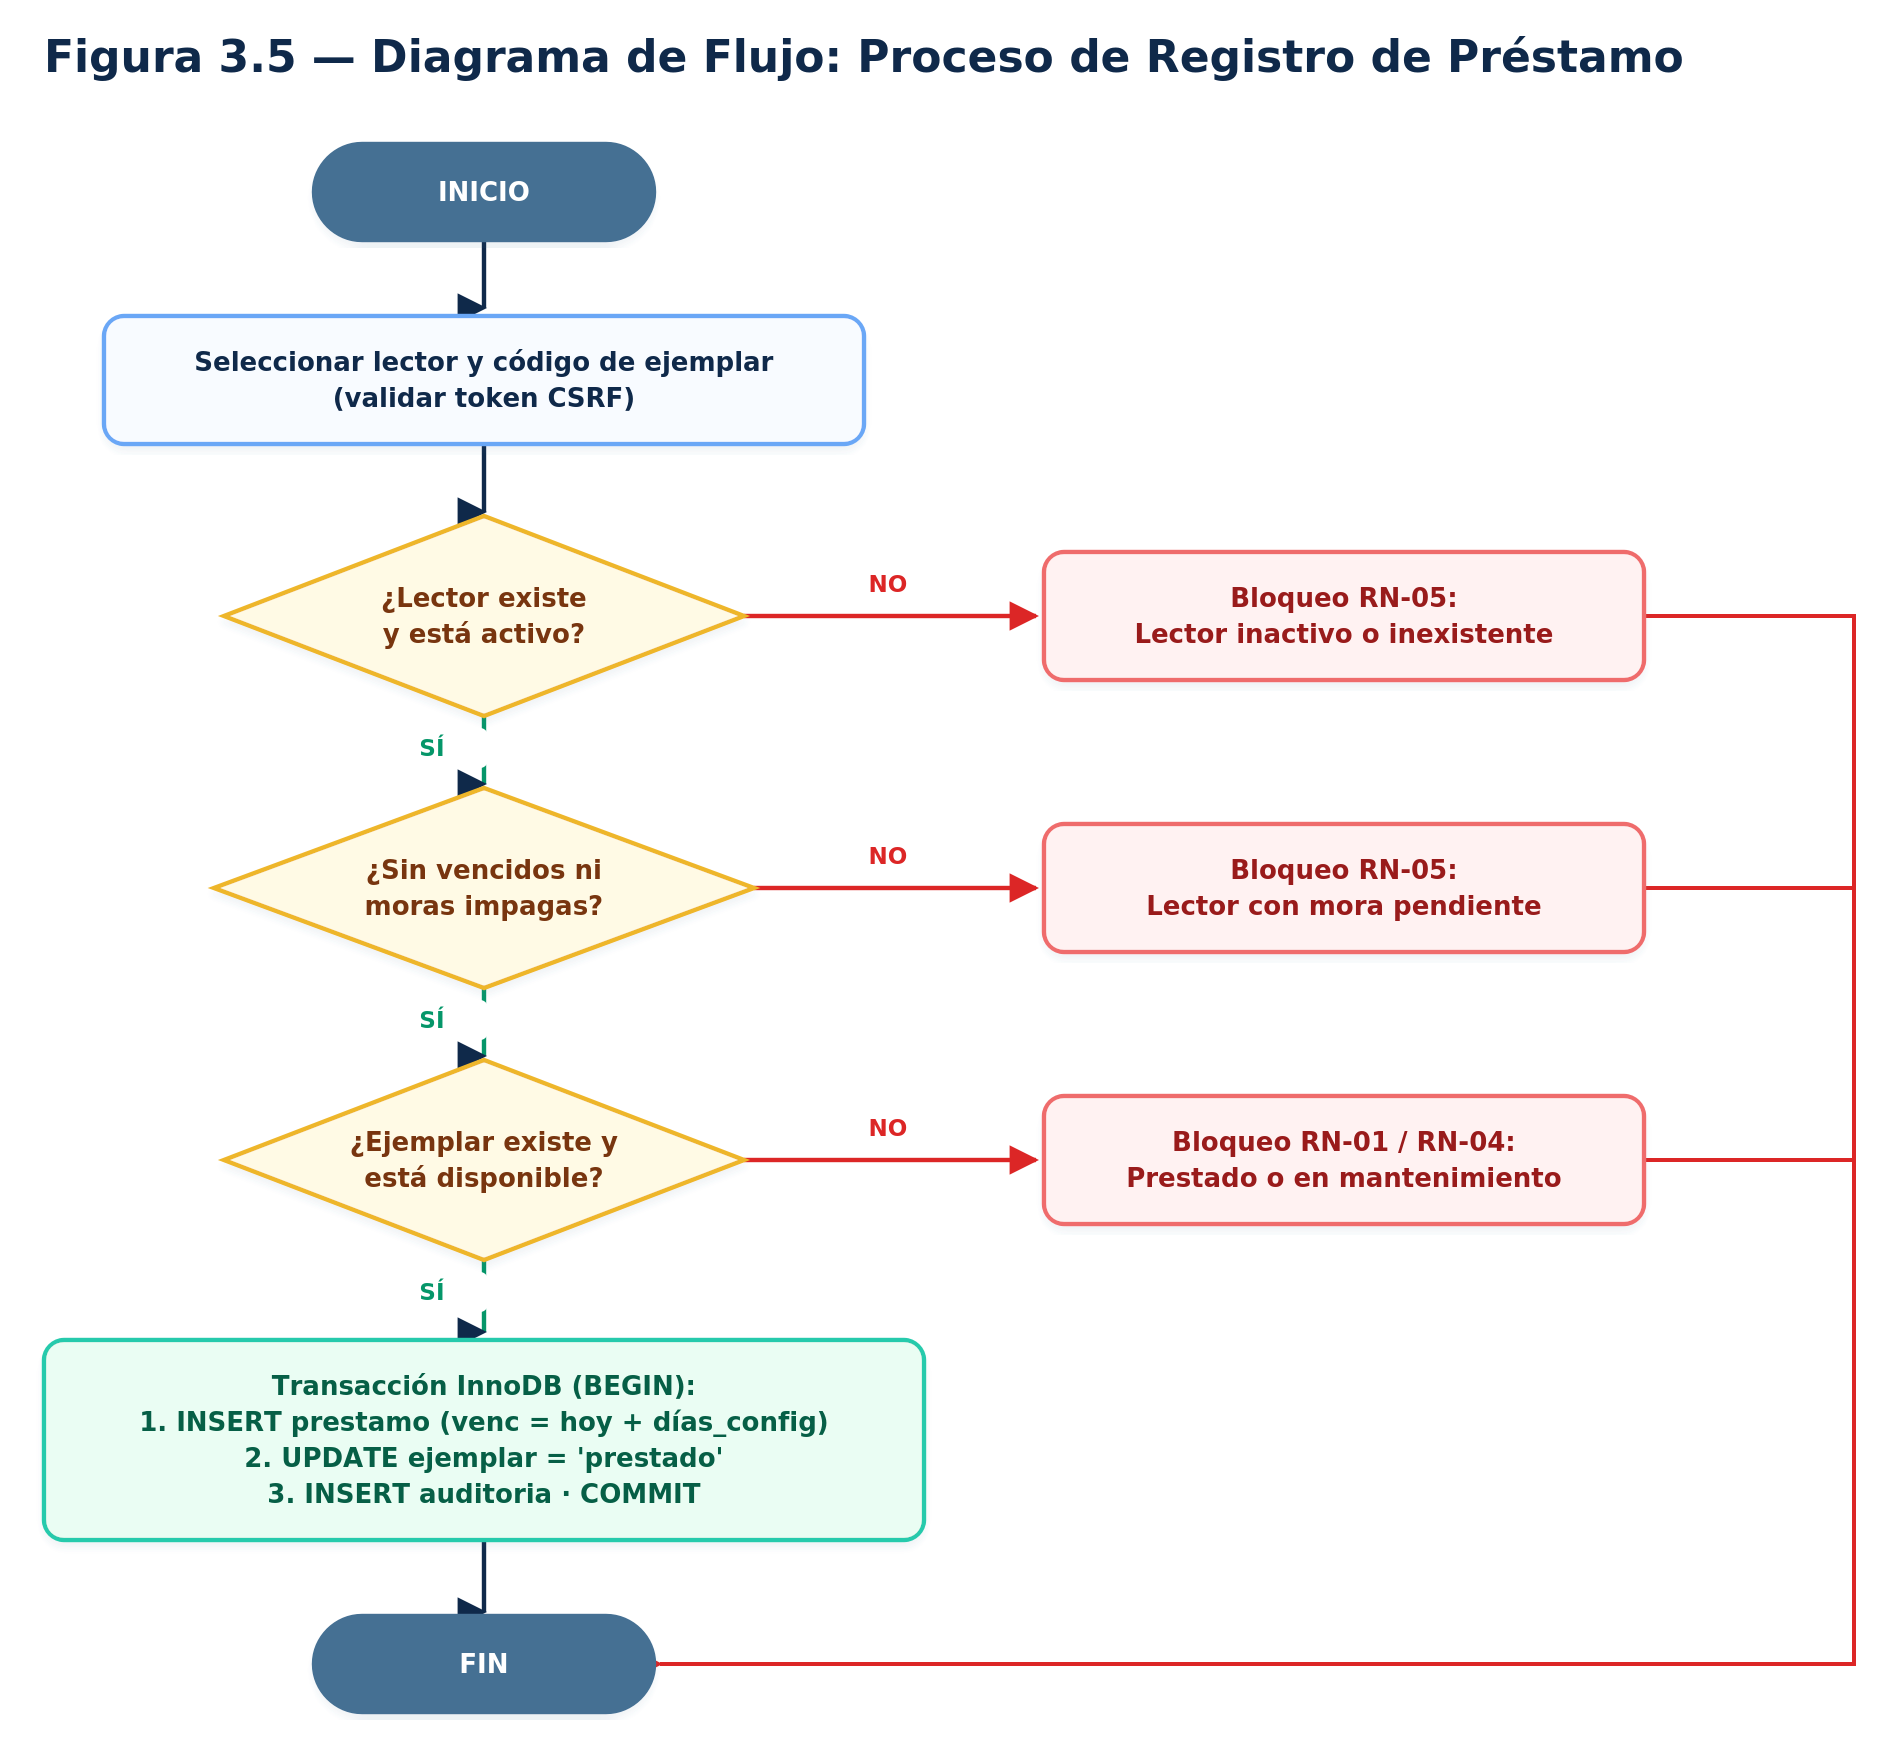 Figura 3.5 — Diagrama de Flujo: Proceso de Registro de Préstamo
INICIO
Seleccionar lector y código de ejemplar
(validar token CSRF)
¿Lector existe
y está activo?
NO
Bloqueo RN-05:
Lector inactivo o inexistente
SÍ
¿Sin vencidos ni
moras impagas?
NO
Bloqueo RN-05:
Lector con mora pendiente
SÍ
¿Ejemplar existe y
está disponible?
NO
Bloqueo RN-01 / RN-04:
Prestado o en mantenimiento
SÍ
Transacción InnoDB (BEGIN):
1. INSERT prestamo (venc = hoy + días_config)
2. UPDATE ejemplar = 'prestado'
3. INSERT auditoria · COMMIT
FIN